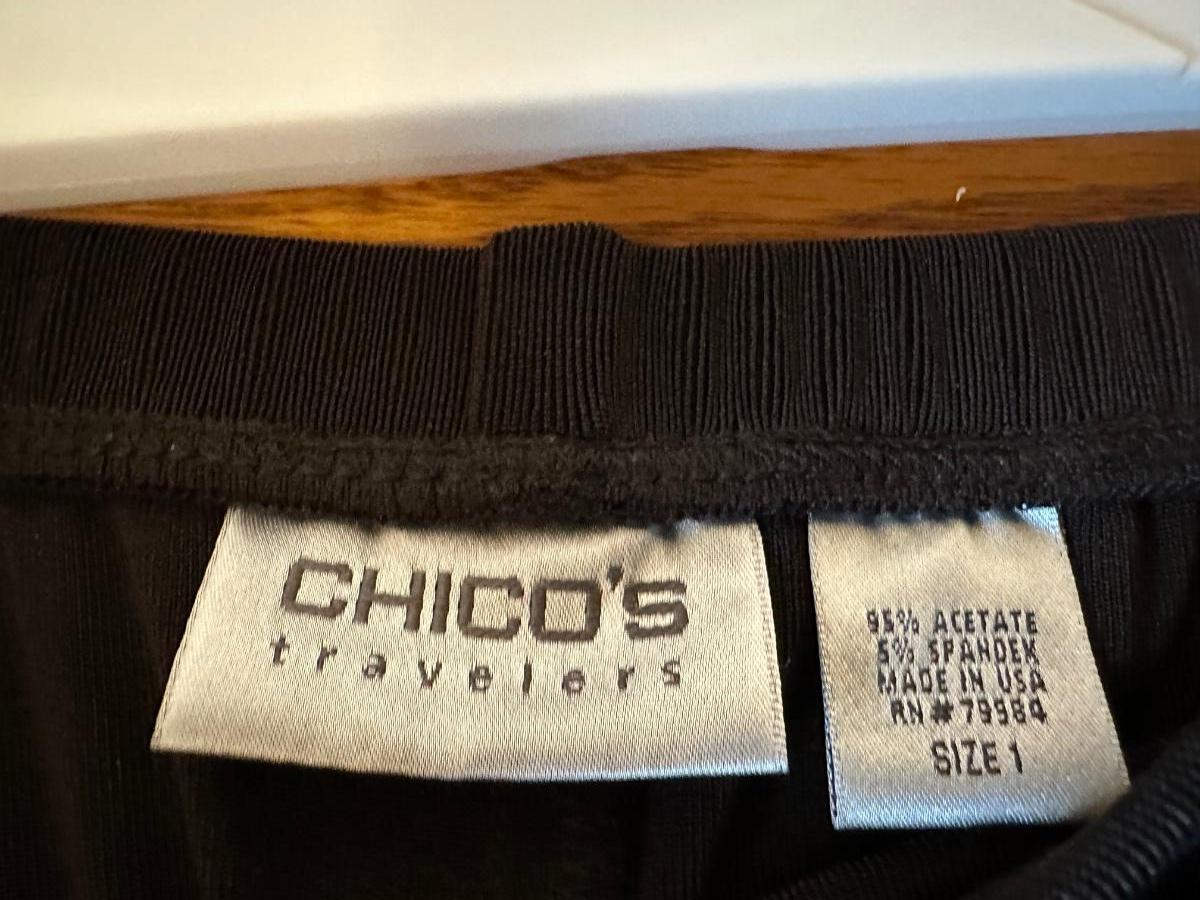 CHICO'S
travelers
95% ACETATE
5% SPANDEX
MADE IN USA
RN # 79984
SIZE 1